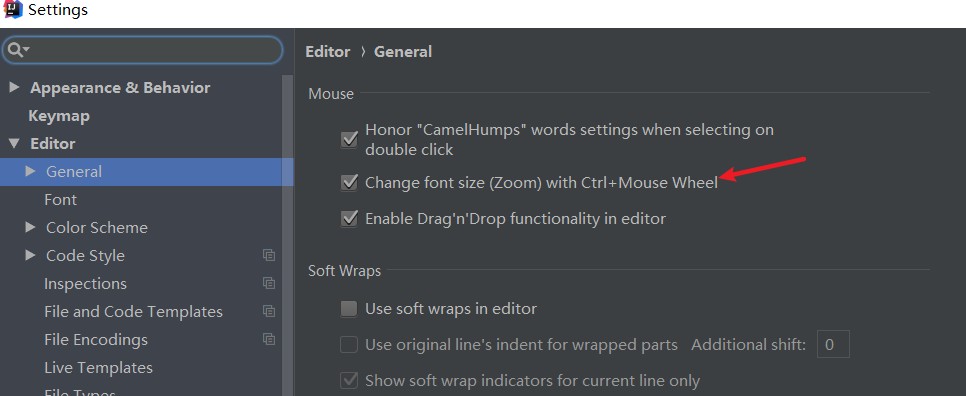 Settings
Appearance & Behavior
Keymap
Editor
General
Font
Color Scheme
Code Style
Inspections
File and Code Templates
File Encodings
Live Templates
File Types
Editor › General
Mouse
Honor "CamelHumps" words settings when selecting on
double click
Change font size (Zoom) with Ctrl+Mouse Wheel
Enable Drag'n'Drop functionality in editor
Soft Wraps
Use soft wraps in editor
Use original line's indent for wrapped parts Additional shift: 0
Show soft wrap indicators for current line only